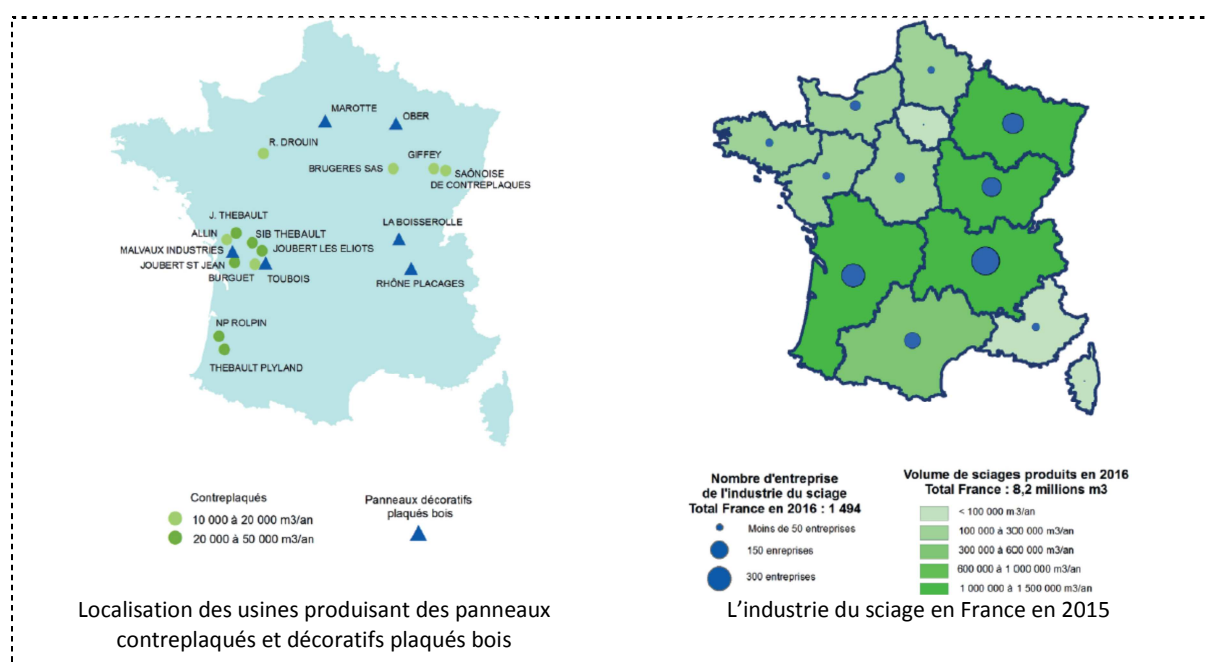 MAROTTE
OBER
R. DROUIN
BRUGERES SAS
GIFFEY
SAÔNOISE
DE CONTREPLAQUES
J. THEBAULT
ALLIN
SIB THEBAULT
MALVAUX INDUSTRIES
JOUBERT LES ELIOTS
JOUBERT ST JEAN
BURGUET
TOUBOIS
LA BOISSEROLLE
RHÔNE PLACAGES
NP ROLPIN
THEBAULT PLYLAND
Contreplaqués
10 000 à 20 000 m3/an
20 000 à 50 000 m3/an
Panneaux décoratifs
plaqués bois
Localisation des usines produisant des panneaux
contreplaqués et décoratifs plaqués bois
Nombre d'entreprise
de l'industrie du sciage
Total France en 2016 : 1 494
Moins de 50 entreprises
150 enreprises
300 entreprises
Volume de sciages produits en 2016
Total France : 8,2 millions m3
< 100 000 m3/an
100 000 à 300 000 m3/an
300 000 à 600 000 m3/an
600 000 à 1 000 000 m3/an
1 000 000 à 1 500 000 m3/an
L'industrie du sciage en France en 2015